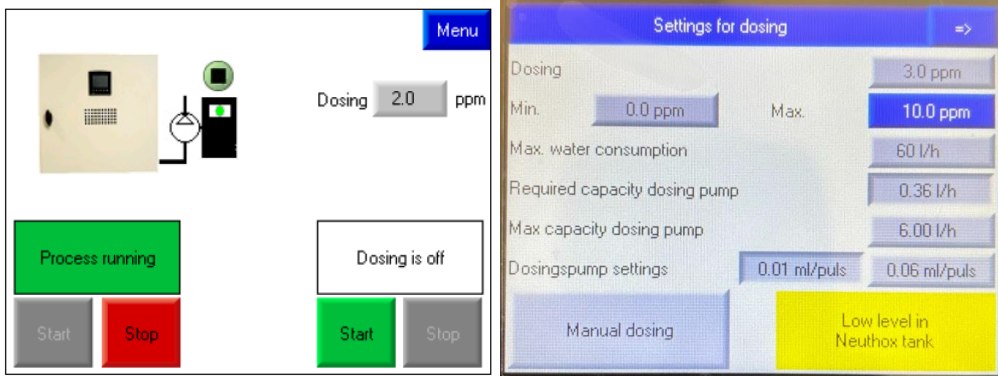 Menu
Dosing 2.0 ppm
Process running
Dosing is off
Start Stop
Start Stop
Settings for dosing =>
Dosing 3.0 ppm
Min. 0.0 ppm Max. 10.0 ppm
Max. water consumption 60 l/h
Required capacity dosing pump 0.36 l/h
Max capacity dosing pump 6.00 l/h
Dosingspump settings 0.01 ml/puls 0.06 ml/puls
Manual dosing
Low level in
Neuthox tank